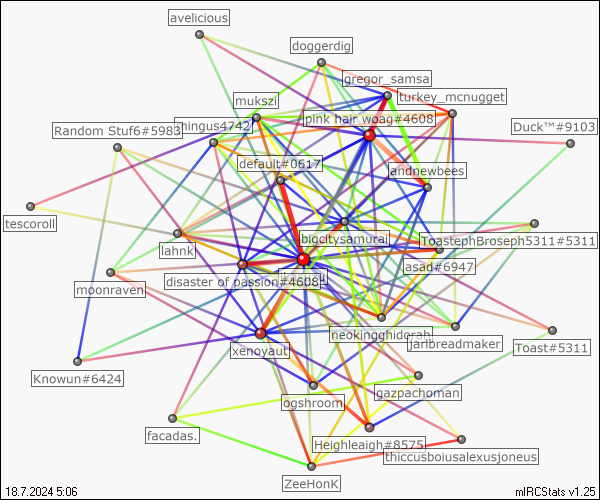 avelicious
doggerdig
gregor_samsa
turkey_mcnugget
mukszi
pink hair woag#4608
Duck™#9103
Random Stuf6#5983
mingus4742
default#0617
andnewbees
tescoroll
bigcitysamurai
ToastephBroseph5311#5311
lahnk
asad#6947
moonraven
disaster of passion#4608
neokingghidorah
jarlbreadmaker
Toast#5311
xenoyaut
Knowun#6424
gazpachoman
ogshroom
facadas.
Heighleaigh#8575
thiccusboiusalexusjoneus
ZeeHonK
18.7.2024 5:06
mIRCStats v1.25